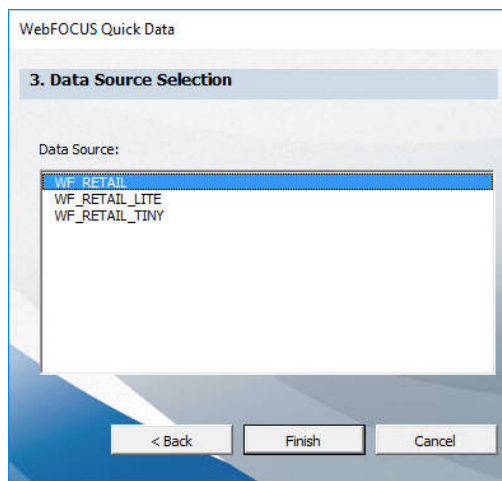 WebFOCUS Quick Data
3. Data Source Selection
Data Source:
WF_RETAIL
WF_RETAIL_LITE
WF_RETAIL_TINY
< Back
Finish
Cancel